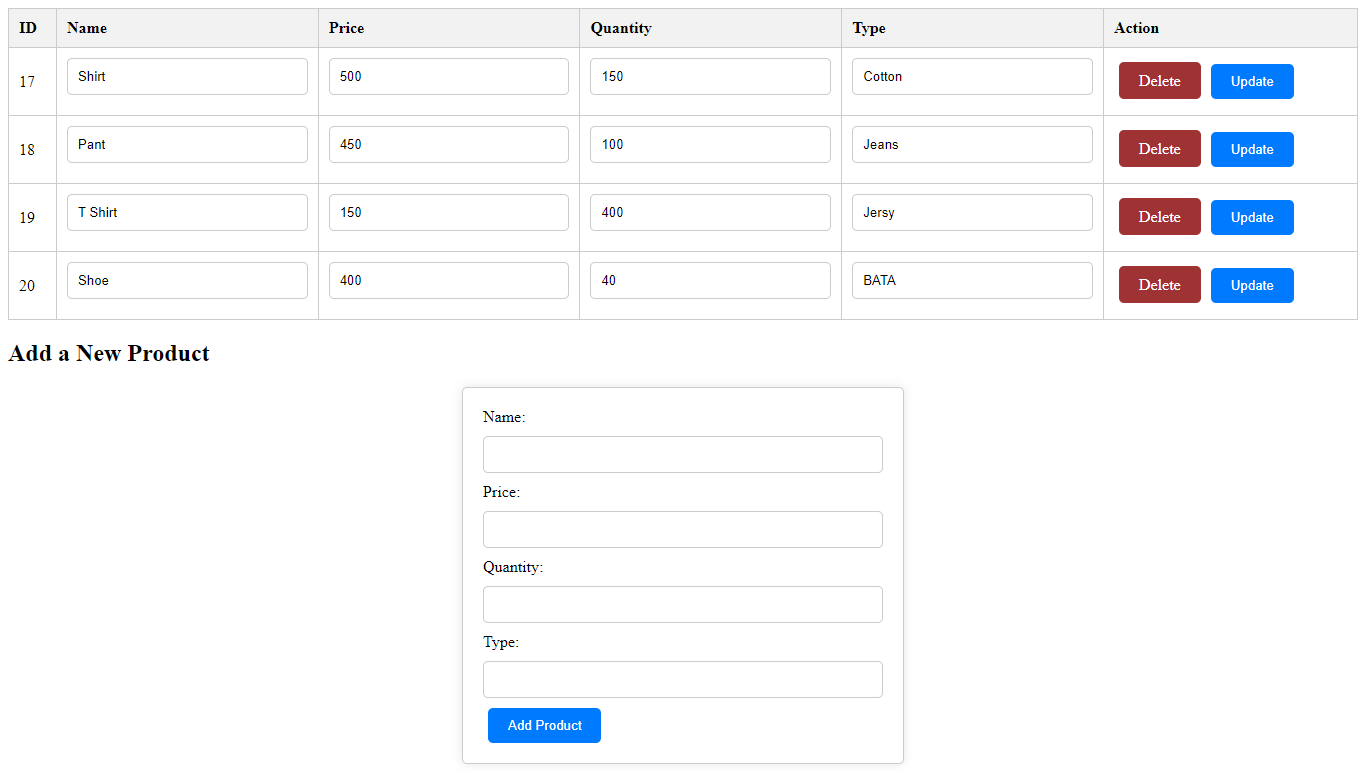 ID Name Price Quantity Type Action
17 Shirt 500 150 Cotton Delete Update
18 Pant 450 100 Jeans Delete Update
19 T Shirt 150 400 Jersy Delete Update
20 Shoe 400 40 BATA Delete Update
Add a New Product
Name:
Price:
Quantity:
Type:
Add Product